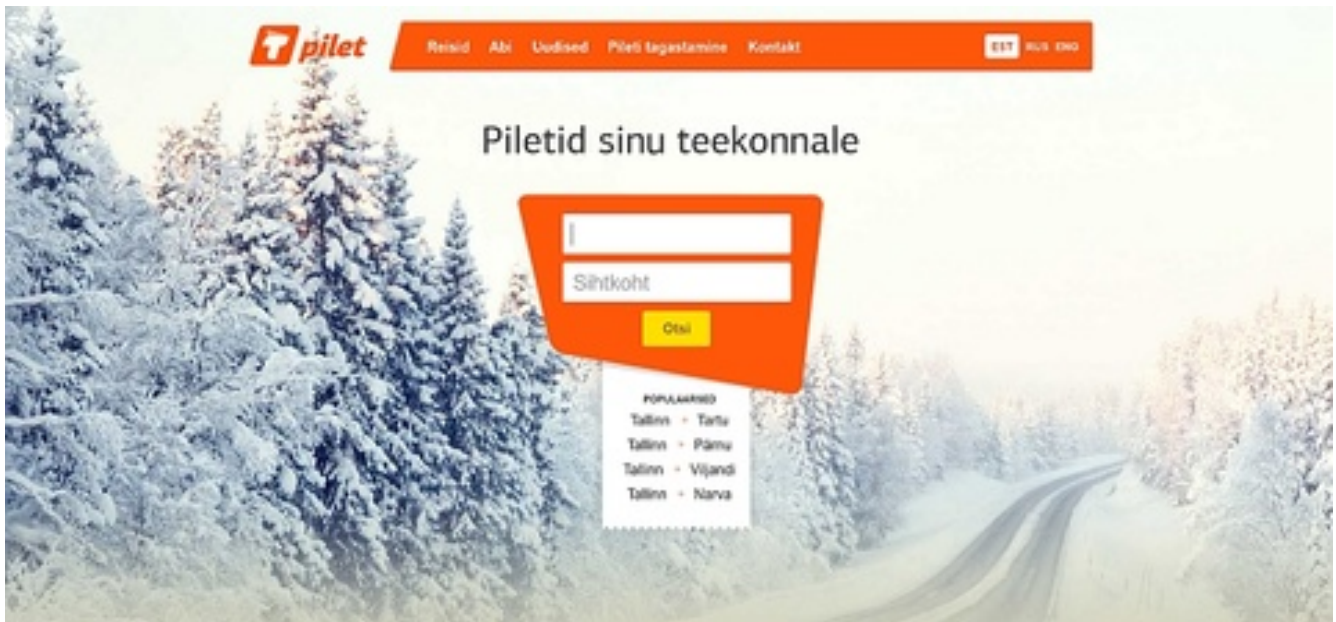 T pilet
Reisid Abi Uudised Pileti tagastamine Kontakt
EST RUS ENG
Piletid sinu teekonnale
Sihtkoht
Otsi
POPULAARSED
Tallinn Tartu
Tallinn Pärnu
Tallinn Viljandi
Tallinn Narva